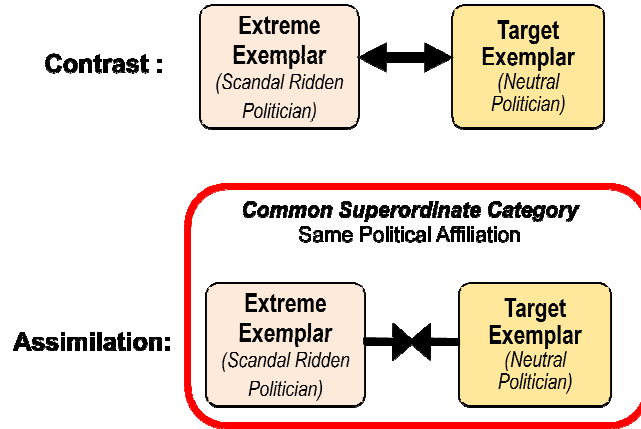 Contrast :
Extreme
Exemplar
(Scandal Ridden
Politician)
Target
Exemplar
(Neutral
Politician)
Common Superordinate Category
Same Political Affiliation
Assimilation:
Extreme
Exemplar
(Scandal Ridden
Politician)
Target
Exemplar
(Neutral
Politician)